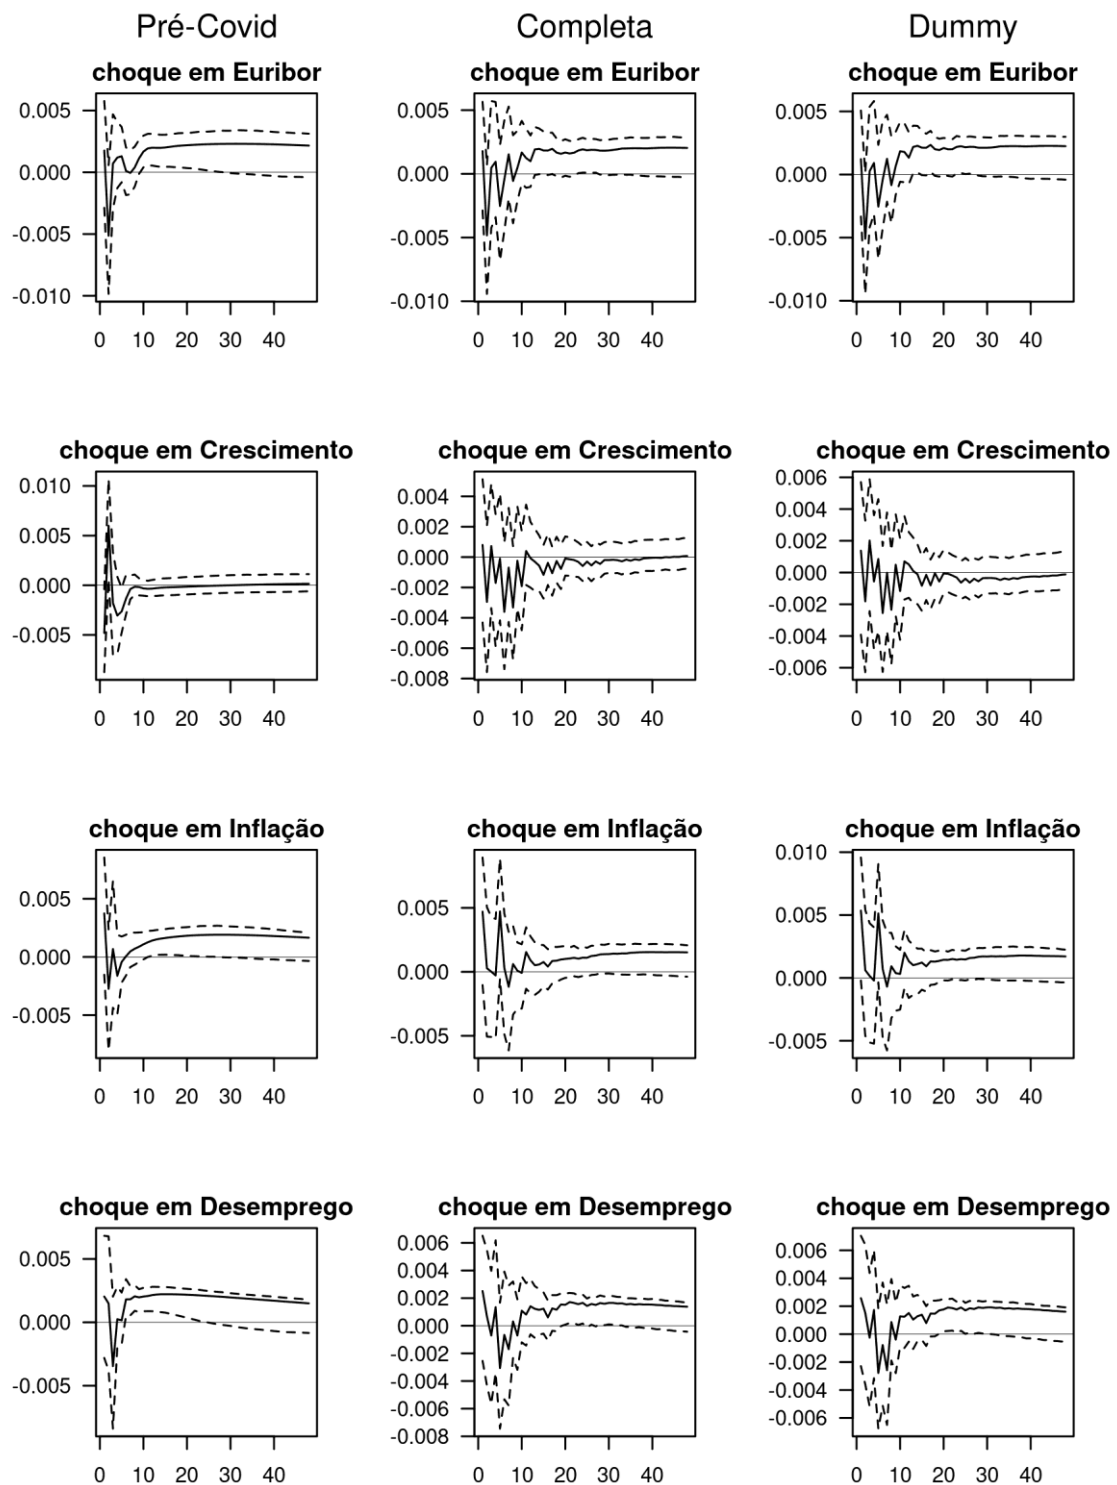 Pré-Covid Completa Dummy
choque em Euribor choque em Euribor choque em Euribor
0.005 0.005 0.005
0.000 0.000 0.000
-0.005 -0.005 -0.005
-0.010 -0.010 -0.010
0 10 20 30 40 0 10 20 30 40 0 10 20 30 40
choque em Crescimento choque em Crescimento choque em Crescimento
0.010 0.004 0.006
0.005 0.002 0.004
0.000 0.000 0.002
-0.005 -0.002 0.000
-0.004 -0.002
-0.006 -0.004
-0.008 -0.006
0 10 20 30 40 0 10 20 30 40 0 10 20 30 40
choque em Inflação choque em Inflação choque em Inflação
0.005 0.005 0.010
0.000 0.000 0.005
-0.005 -0.005 0.000
-0.005
0 10 20 30 40 0 10 20 30 40 0 10 20 30 40
choque em Desemprego choque em Desemprego choque em Desemprego
0.005 0.006 0.006
0.000 0.004 0.004
-0.005 0.002 0.002
0.000 0.000
-0.002 -0.002
-0.004 -0.004
-0.006 -0.006
-0.008
0 10 20 30 40 0 10 20 30 40 0 10 20 30 40